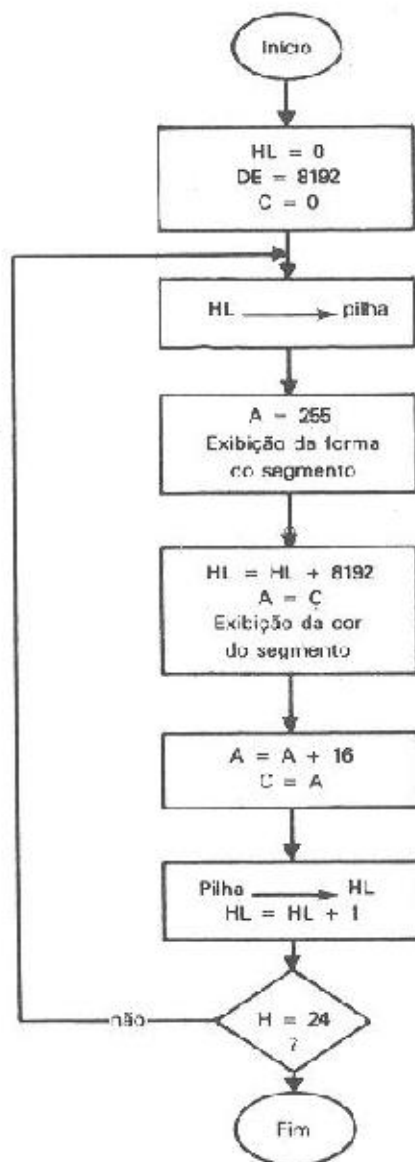 Início
HL = 0
DE = 8192
C = 0
HL → pilha
A = 255
Exibição da forma
do segmento
HL = HL + 8192
A = C
Exibição da cor
do segmento
A = A + 16
C = A
Pilha → HL
HL = HL + 1
não
H = 24
?
Fim